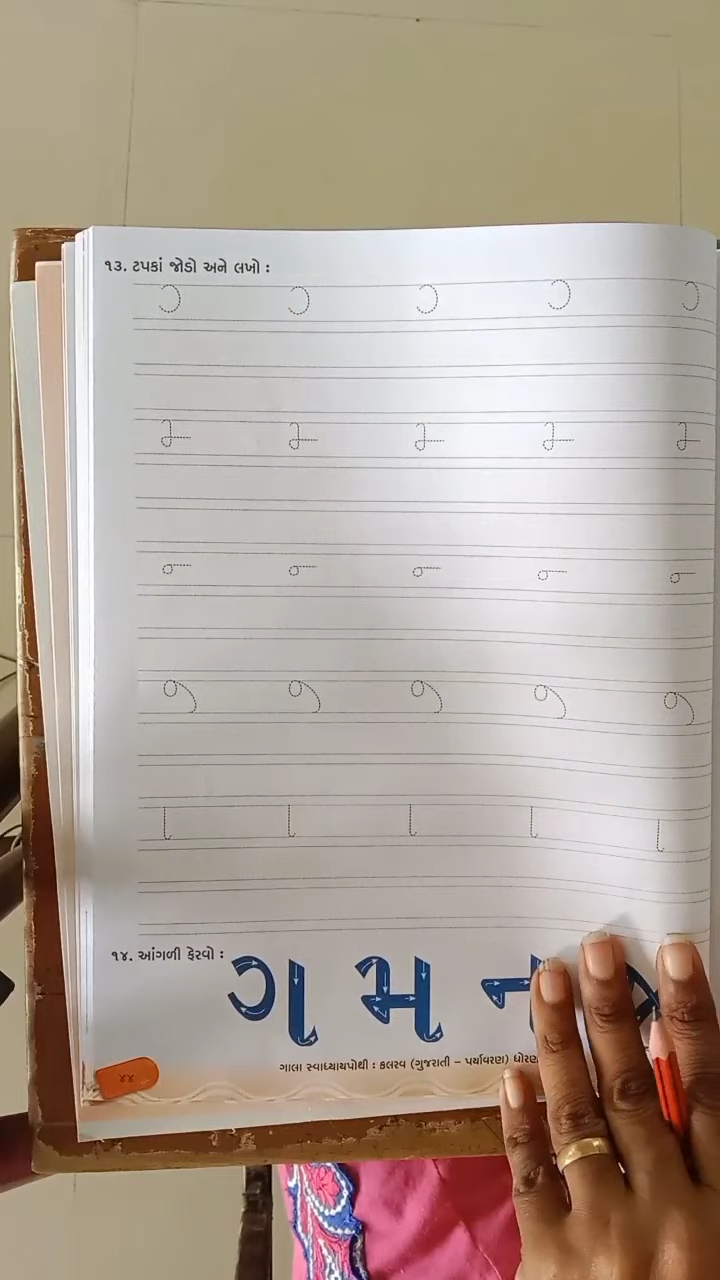 ૧૩. ટપકાં જોડો અને લખો :
૧૪. આંગળી ફેરવો :
ગ મ ન
ગાલા સ્વાધ્યાયપોથી : કલરવ (ગુજરાતી – પર્યાવરણ) ધોરણ
૪૪